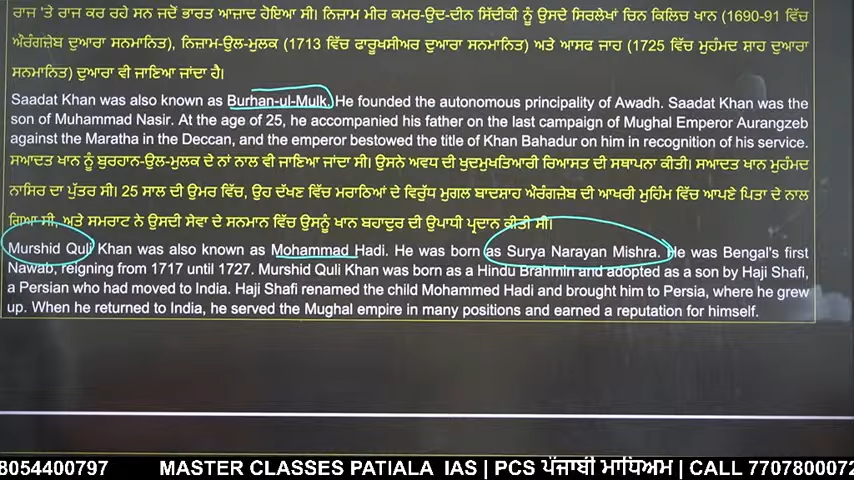 ਰਾਜ 'ਤੇ ਰਾਜ ਕਰ ਰਹੇ ਸਨ ਜਦੋਂ ਭਾਰਤ ਆਜ਼ਾਦ ਹੋਇਆ ਸੀ। ਨਿਜ਼ਾਮ ਮੀਰ ਕਮਰ-ਉਦ-ਦੀਨ ਸਿੱਦੀਕੀ ਨੂੰ ਉਸਦੇ ਸਿਰਲੇਖਾਂ ਚਿਨ ਕਿਲਿਚ ਖਾਨ (1690-91 ਵਿੱਚ
ਔਰੰਗਜ਼ੇਬ ਦੁਆਰਾ ਸਨਮਾਨਿਤ), ਨਿਜ਼ਾਮ-ਉਲ-ਮੁਲਕ (1713 ਵਿੱਚ ਫਾਰੂਖਸੀਅਰ ਦੁਆਰਾ ਸਨਮਾਨਿਤ) ਅਤੇ ਆਸਫ ਜਾਹ (1725 ਵਿੱਚ ਮੁਹੰਮਦ ਸ਼ਾਹ ਦੁਆਰਾ
ਸਨਮਾਨਿਤ) ਦੁਆਰਾ ਵੀ ਜਾਣਿਆ ਜਾਂਦਾ ਹੈ।
Saadat Khan was also known as Burhan-ul-Mulk. He founded the autonomous principality of Awadh. Saadat Khan was the
son of Muhammad Nasir. At the age of 25, he accompanied his father on the last campaign of Mughal Emperor Aurangzeb
against the Maratha in the Deccan, and the emperor bestowed the title of Khan Bahadur on him in recognition of his service.
ਸਆਦਤ ਖਾਨ ਨੂੰ ਬੁਰਹਾਨ-ਉਲ-ਮੁਲਕ ਦੇ ਨਾਂ ਨਾਲ ਵੀ ਜਾਣਿਆ ਜਾਂਦਾ ਸੀ। ਉਸਨੇ ਅਵਧ ਦੀ ਖੁਦਮੁਖਤਿਆਰੀ ਰਿਆਸਤ ਦੀ ਸਥਾਪਨਾ ਕੀਤੀ। ਸਆਦਤ ਖਾਨ ਮੁਹੰਮਦ
ਨਾਸਿਰ ਦਾ ਪੁੱਤਰ ਸੀ। 25 ਸਾਲ ਦੀ ਉਮਰ ਵਿੱਚ, ਉਹ ਦੱਖਣ ਵਿੱਚ ਮਰਾਠਿਆਂ ਦੇ ਵਿਰੁੱਧ ਮੁਗਲ ਬਾਦਸ਼ਾਹ ਔਰੰਗਜ਼ੇਬ ਦੀ ਆਖਰੀ ਮੁਹਿੰਮ ਵਿੱਚ ਆਪਣੇ ਪਿਤਾ ਦੇ ਨਾਲ
ਗਿਆ ਸੀ, ਅਤੇ ਸਮਰਾਟ ਨੇ ਉਸਦੀ ਸੇਵਾ ਦੇ ਸਨਮਾਨ ਵਿੱਚ ਉਸਨੂੰ ਖਾਨ ਬਹਾਦੁਰ ਦੀ ਉਪਾਧੀ ਪ੍ਰਦਾਨ ਕੀਤੀ ਸੀ।
Murshid Quli Khan was also known as Mohammad Hadi. He was born as Surya Narayan Mishra. He was Bengal's first
Nawab, reigning from 1717 until 1727. Murshid Quli Khan was born as a Hindu Brahmin and adopted as a son by Haji Shafi,
a Persian who had moved to India. Haji Shafi renamed the child Mohammed Hadi and brought him to Persia, where he grew
up. When he returned to India, he served the Mughal empire in many positions and earned a reputation for himself.
8054400797 MASTER CLASSES PATIALA IAS | PCS ਪੰਜਾਬੀ ਮਾਧਿਅਮ | CALL 770780072